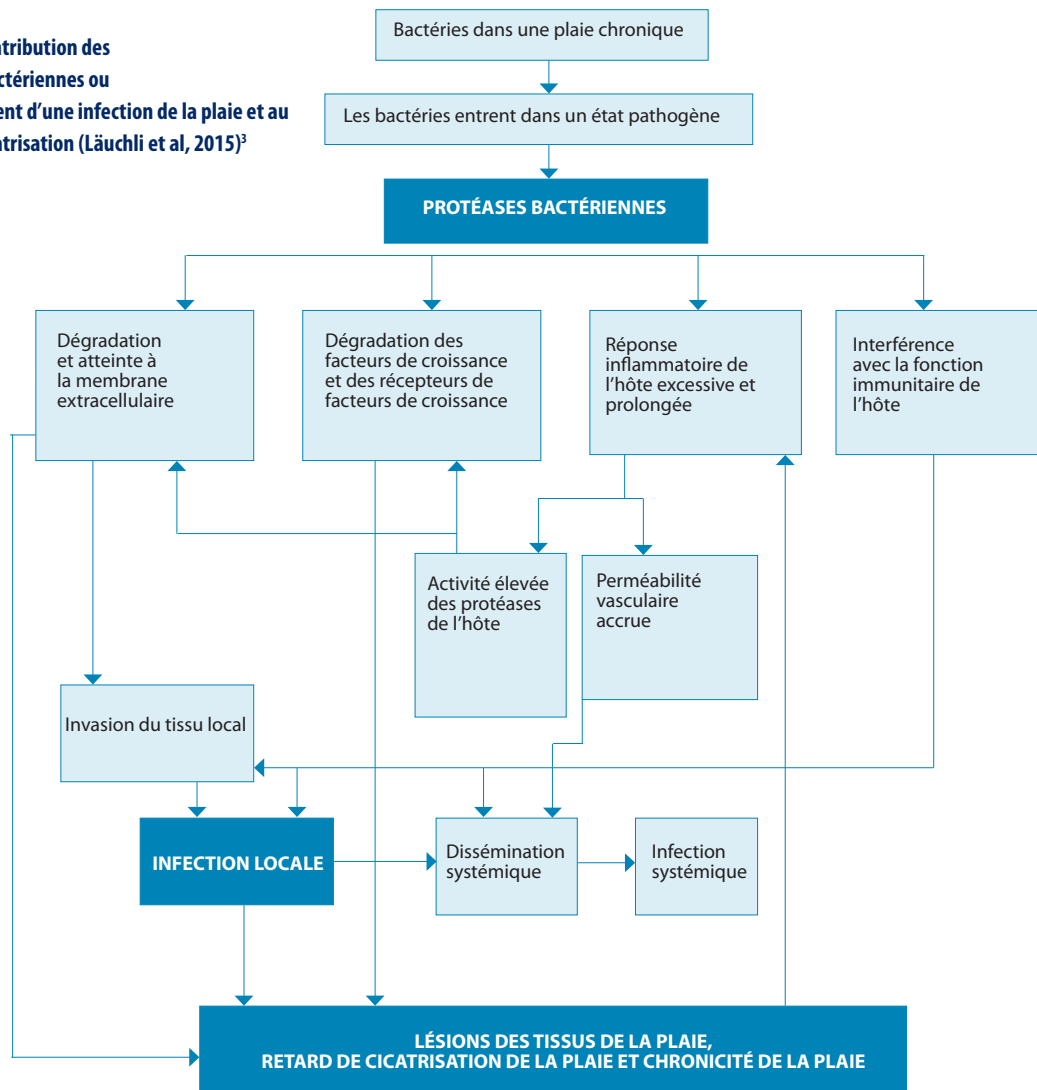 tribution des
ctériennes ou
ent d'une infection de la plaie et au
atrisation (Läuchli et al, 2015)³
Bactéries dans une plaie chronique
Les bactéries entrent dans un état pathogène
PROTÉASES BACTÉRIENNES
Dégradation
et atteinte à
la membrane
extracellulaire
Dégradation des
facteurs de croissance
et des récepteurs de
facteurs de croissance
Réponse
inflammatoire de
l'hôte excessive et
prolongée
Interférence
avec la fonction
immunitaire de
l'hôte
Activité élevée
des protéases
de l'hôte
Perméabilité
vasculaire
accrue
Invasion du tissu local
INFECTION LOCALE
Dissémination
systémique
Infection
systémique
LÉSIONS DES TISSUS DE LA PLAIE,
RETARD DE CICATRISATION DE LA PLAIE ET CHRONICITÉ DE LA PLAIE